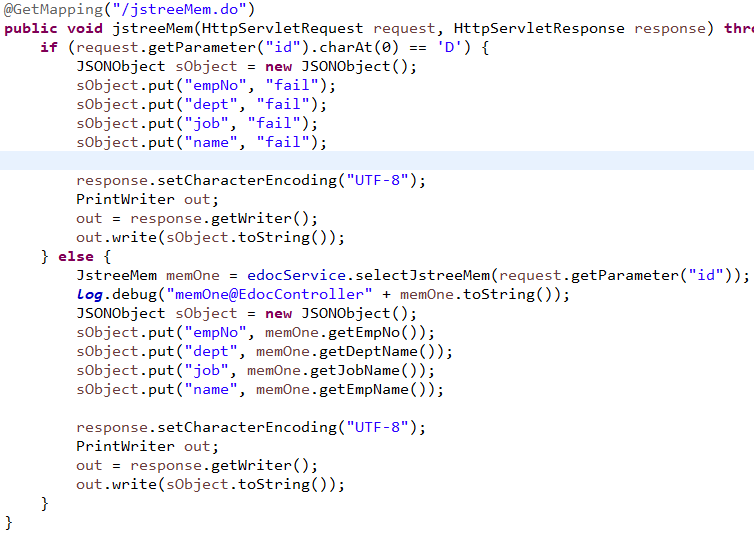 @GetMapping("/jstreeMem.do")
public void jstreeMem(HttpServletRequest request, HttpServletResponse response) thr
if (request.getParameter("id").charAt(0) == 'D') {
JSONObject sObject = new JSONObject();
sObject.put("empNo", "fail");
sObject.put("dept", "fail");
sObject.put("job", "fail");
sObject.put("name", "fail");
response.setCharacterEncoding("UTF-8");
PrintWriter out;
out = response.getWriter();
out.write(sObject.toString());
} else {
JstreeMem memOne = edocService.selectJstreeMem(request.getParameter("id"));
log.debug("memOne@EdocController" + memOne.toString());
JSONObject sObject = new JSONObject();
sObject.put("empNo", memOne.getEmpNo());
sObject.put("dept", memOne.getDeptName());
sObject.put("job", memOne.getJobName());
sObject.put("name", memOne.getEmpName());
response.setCharacterEncoding("UTF-8");
PrintWriter out;
out = response.getWriter();
out.write(sObject.toString());
}
}